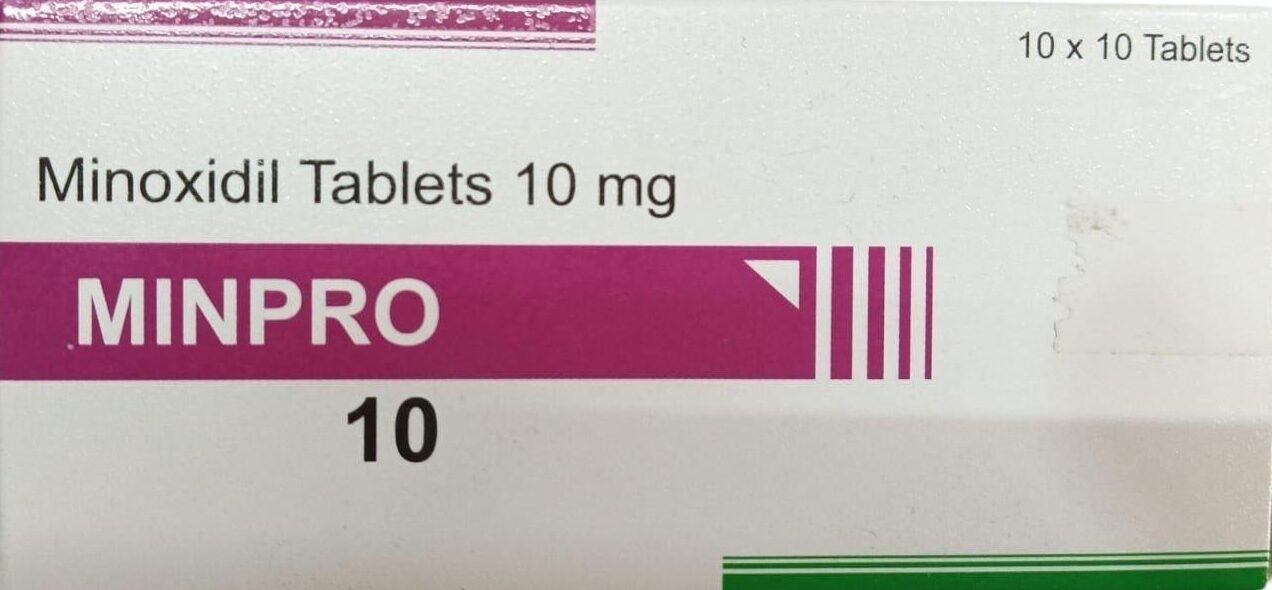 10 x 10 Tablets
Minoxidil Tablets 10 mg
MINPRO
10